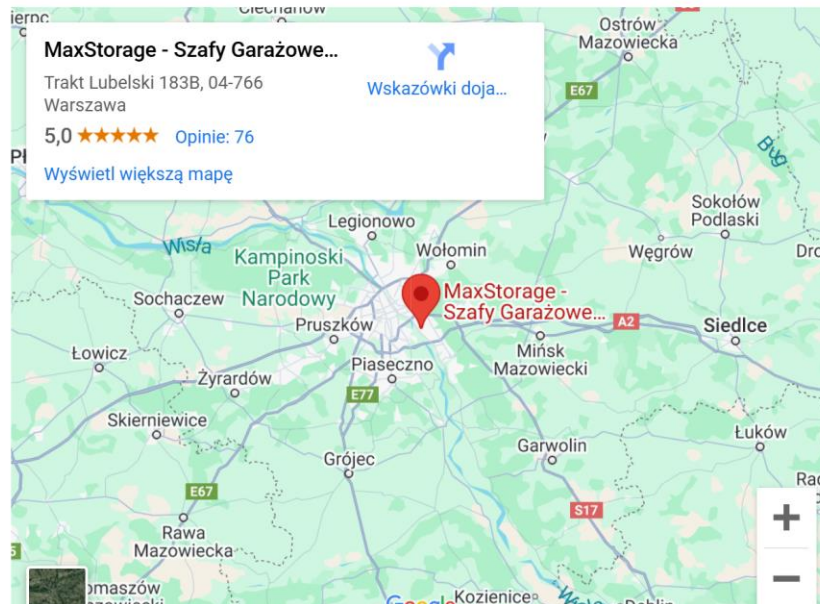 Ciechanów
Ostrów
Mazowiecka
MaxStorage - Szafy Garażowe...
Trakt Lubelski 183B, 04-766
Warszawa
Wskazówki doja...
5,0
Opinie: 76
Wyświetl większą mapę
E67
Bug
Sokołów
Podlaski
Legionowo
Wisła
Kampinoski
Park
Narodowy
Wołomin
Węgrów
Sochaczew
MaxStorage -
Szafy Garażowe...
Pruszków
A2
Siedlce
Łowicz
Mińsk
Mazowiecki
Piaseczno
Żyrardów
E77
Skierniewice
Łuków
Garwolin
Grójec
E67
S17
Rawa
Mazowiecka
+
−
Google
Kozienice
Wisła